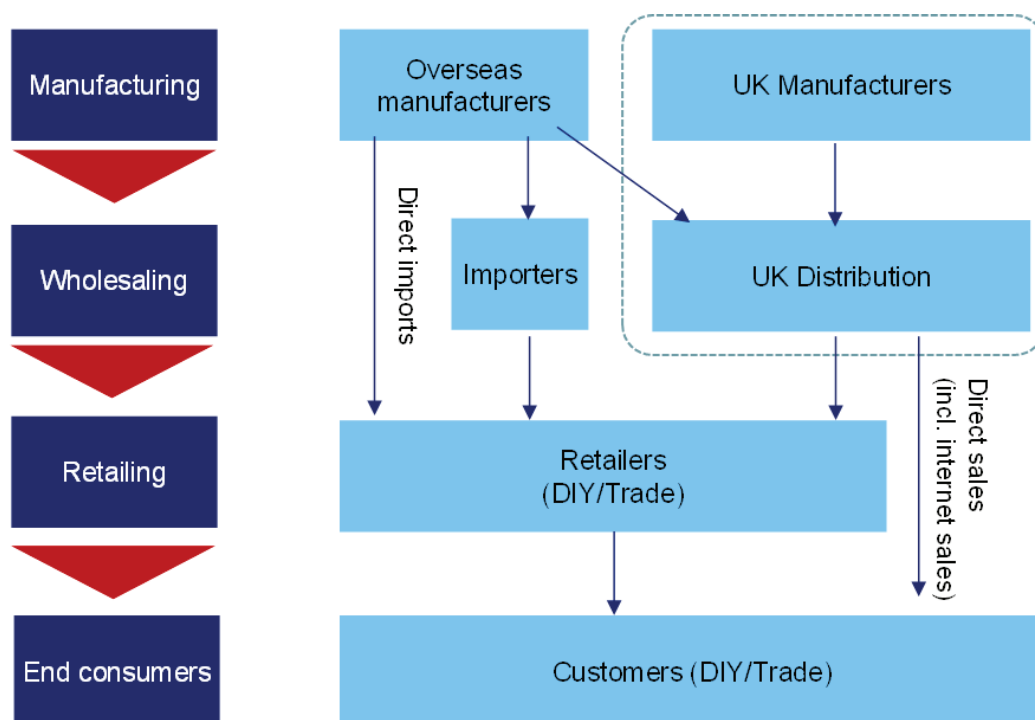 Manufacturing
Overseas
manufacturers
UK Manufacturers
Direct imports
Wholesaling
Importers
UK Distribution
Retailing
Retailers
(DIY/Trade)
Direct sales
(incl. internet sales)
End consumers
Customers (DIY/Trade)